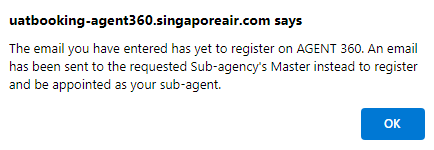 uatbooking-agent360.singaporeair.com says
The email you have entered has yet to register on AGENT 360. An email
has been sent to the requested Sub-agency's Master instead to register
and be appointed as your sub-agent.
OK